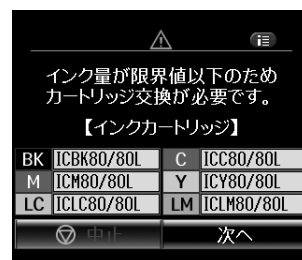 インク量が限界値以下のため
カートリッジ交換が必要です。
【インクカートリッジ】
BK ICBK80/80L C ICC80/80L
M ICM80/80L Y ICY80/80L
LC ICLC80/80L LM ICLM80/80L
中止 次へ